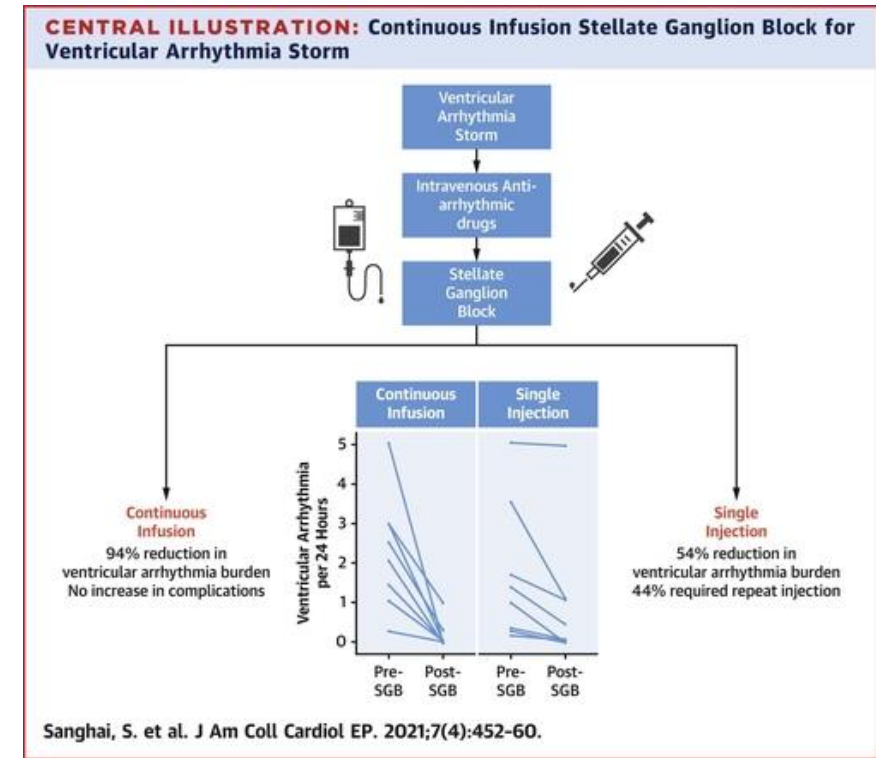 CENTRAL ILLUSTRATION: Continuous Infusion Stellate Ganglion Block for
Ventricular Arrhythmia Storm
Ventricular
Arrhythmia
Storm
Intravenous Anti-
arrhythmic
drugs
Stellate
Ganglion
Block
Continuous
Infusion
Single
Injection
Ventricular Arrhythmia
per 24 Hours
5
4
3
2
1
0
Pre-
SGB
Post-
SGB
Pre-
SGB
Post-
SGB
Continuous
Infusion
94% reduction in
ventricular arrhythmia burden
No increase in complications
Single
Injection
54% reduction in
ventricular arrhythmia burden
44% required repeat injection
Sanghai, S. et al. J Am Coll Cardiol EP. 2021;7(4):452-60.